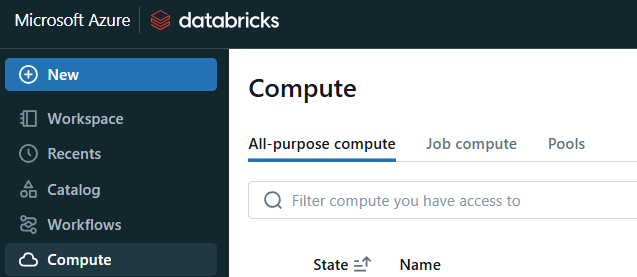 Microsoft Azure databricks
New
Workspace
Recents
Catalog
Workflows
Compute
Compute
All-purpose compute Job compute Pools
Filter compute you have access to
State Name